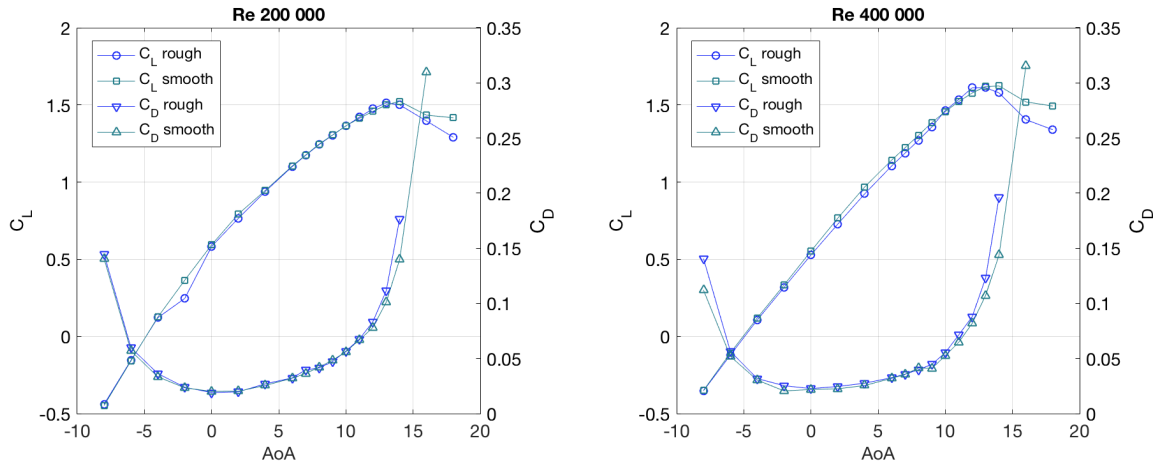 Re 200 000
2
1.5
1
0.5
0
-0.5
C_L
C_L rough
C_L smooth
C_D rough
C_D smooth
0.35
0.3
0.25
0.2
0.15
0.1
0.05
0
C_D
-10 -5 0 5 10 15 20
AoA
Re 400 000
2
1.5
1
0.5
0
-0.5
C_L
C_L rough
C_L smooth
C_D rough
C_D smooth
0.35
0.3
0.25
0.2
0.15
0.1
0.05
0
C_D
-10 -5 0 5 10 15 20
AoA